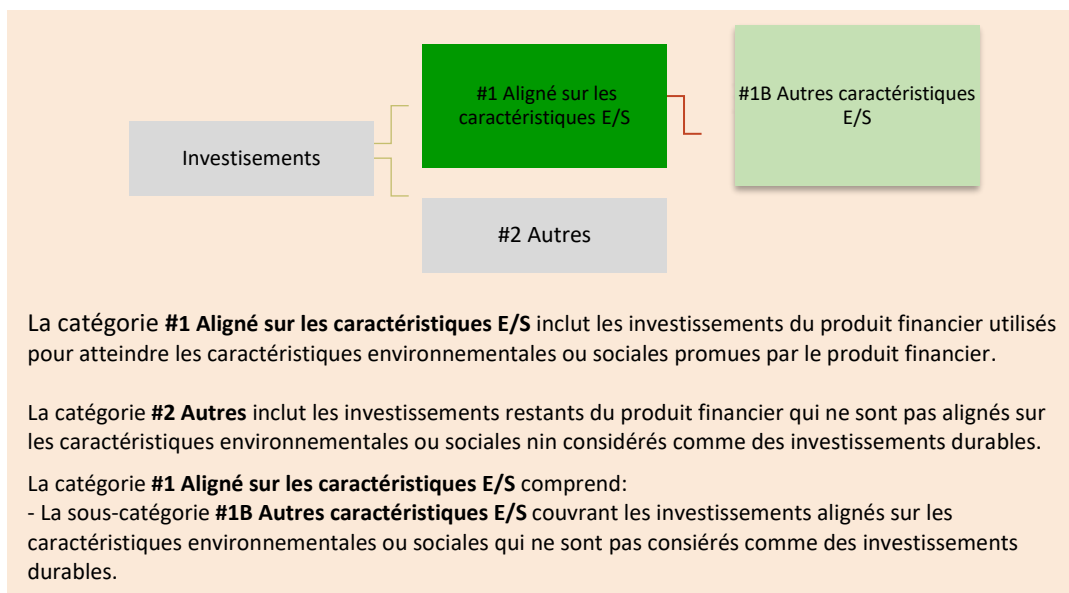 #1 Aligné sur les
caractéristiques E/S
#1B Autres caractéristiques
E/S
Investisements
#2 Autres
La catégorie #1 Aligné sur les caractéristiques E/S inclut les investissements du produit financier utilisés
pour atteindre les caractéristiques environnementales ou sociales promues par le produit financier.
La catégorie #2 Autres inclut les investissements restants du produit financier qui ne sont pas alignés sur
les caractéristiques environnementales ou sociales nin considérés comme des investissements durables.
La catégorie #1 Aligné sur les caractéristiques E/S comprend:
- La sous-catégorie #1B Autres caractéristiques E/S couvrant les investissements alignés sur les
caractéristiques environnementales ou sociales qui ne sont pas consiérés comme des investissements
durables.